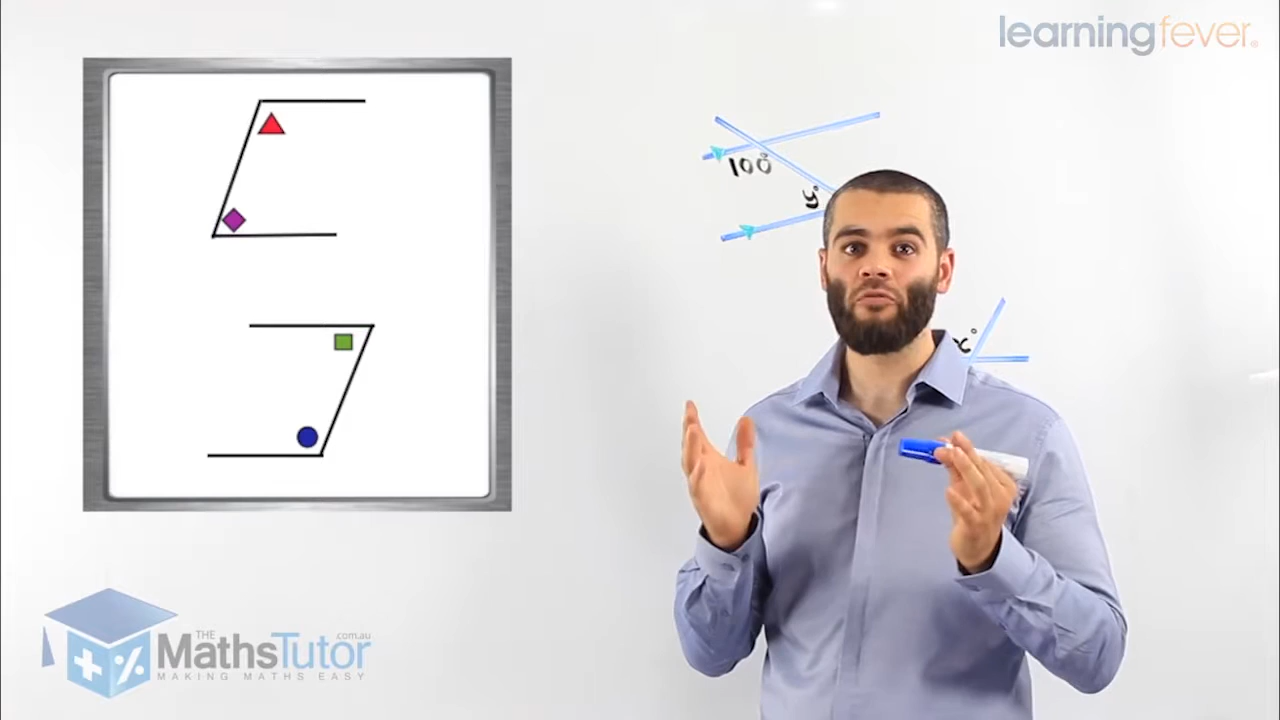 learningfever
100°
y°
x°
THE
MathsTutor.com.au
MAKING MATHS EASY